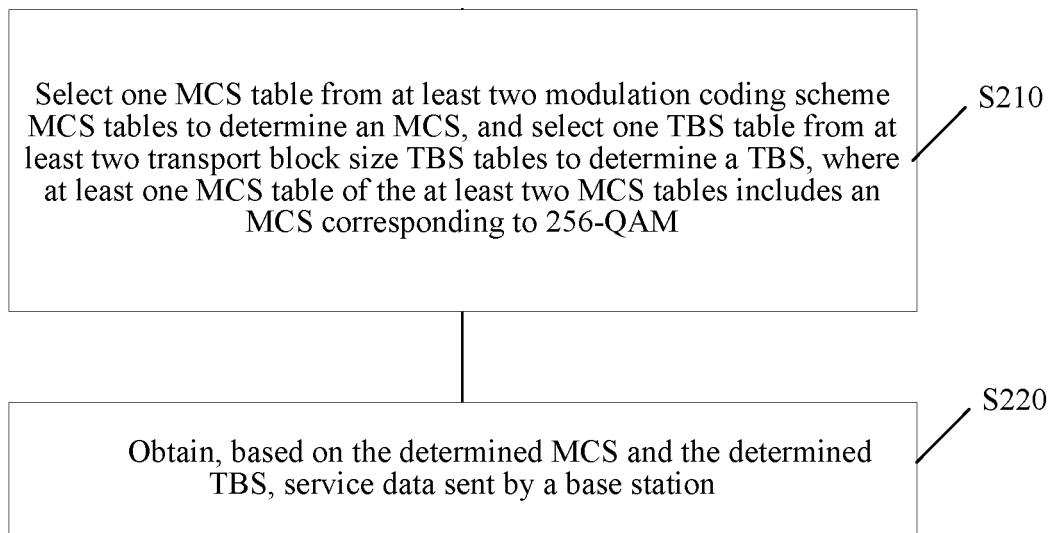 Select one MCS table from at least two modulation coding scheme
MCS tables to determine an MCS, and select one TBS table from at
least two transport block size TBS tables to determine a TBS, where
at least one MCS table of the at least two MCS tables includes an
MCS corresponding to 256-QAM
S210
Obtain, based on the determined MCS and the determined
TBS, service data sent by a base station
S220